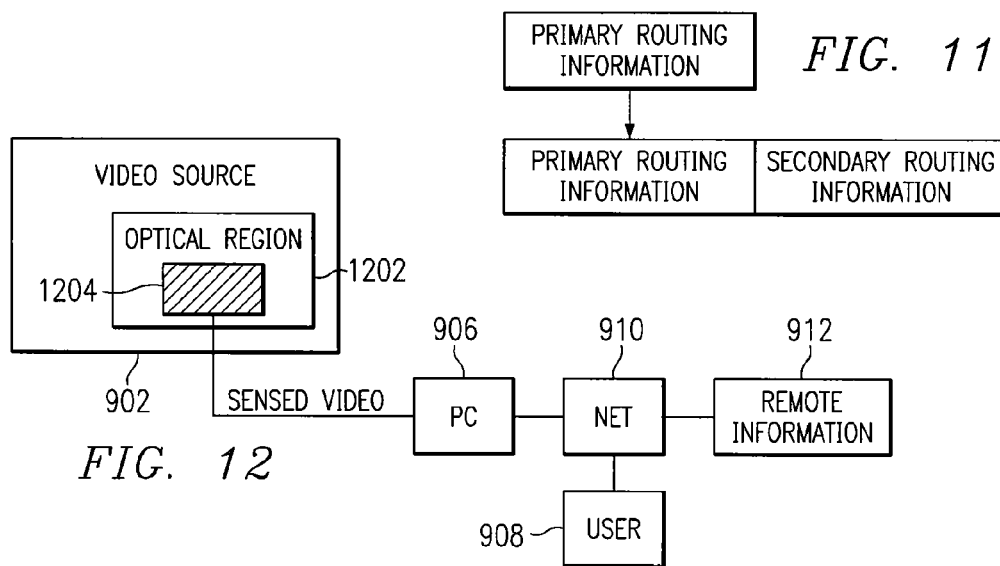 PRIMARY ROUTING
INFORMATION
FIG. 11
PRIMARY ROUTING
INFORMATION
SECONDARY ROUTING
INFORMATION
VIDEO SOURCE
OPTICAL REGION
1204
1202
902
SENSED VIDEO
906
PC
910
NET
912
REMOTE
INFORMATION
908
USER
FIG. 12